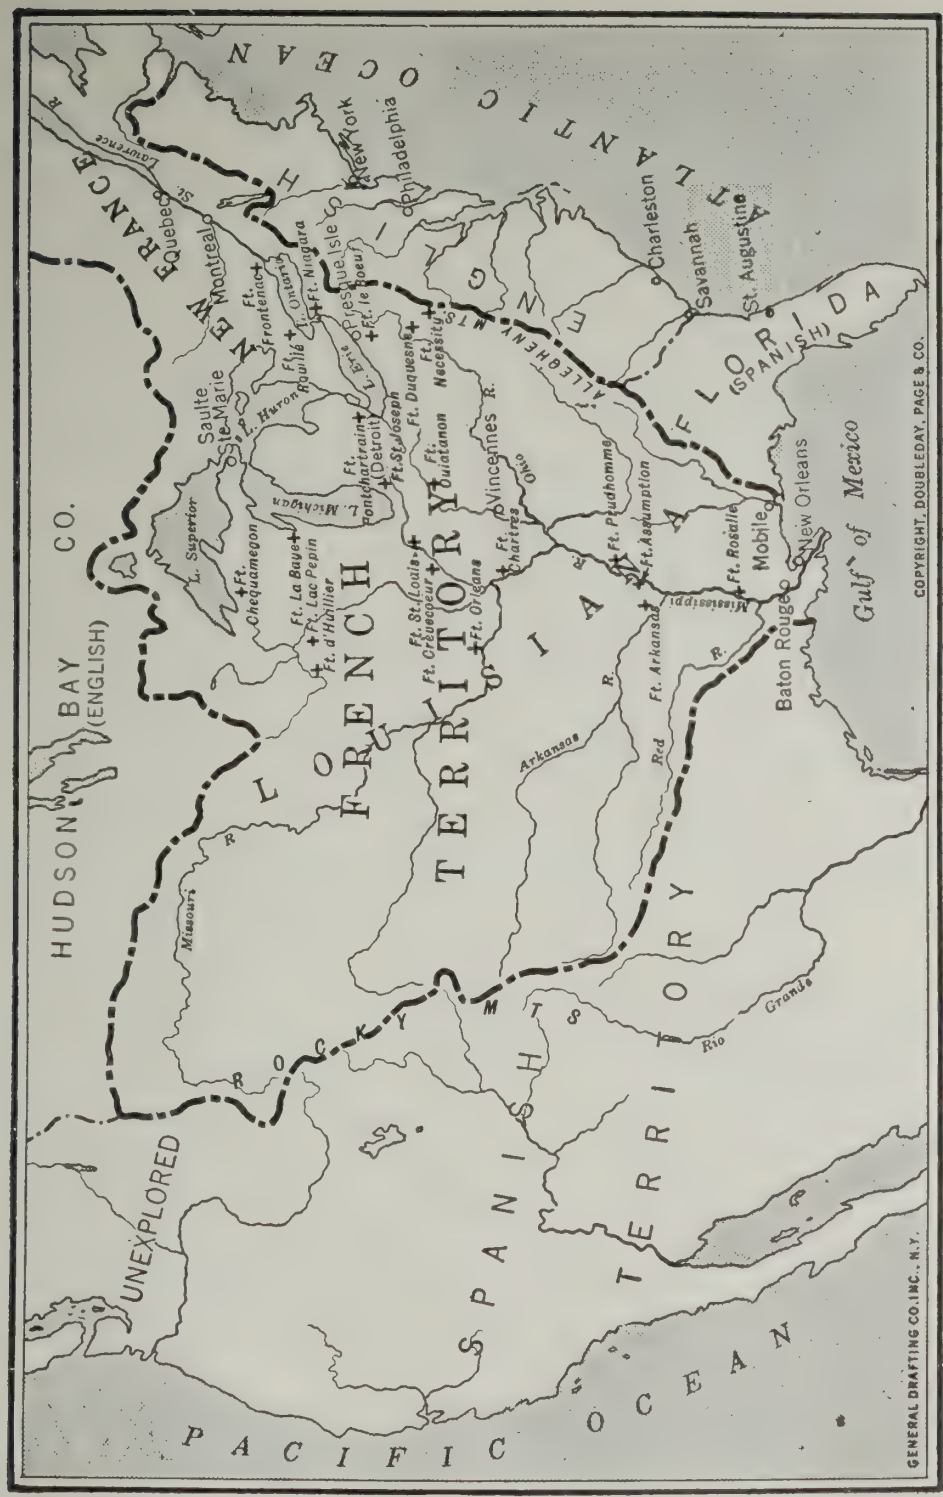 HUDSON BAY CO.
(ENGLISH)
UNEXPLORED
NEW FRANCE
St. Lawrence R
Quebec
Montreal
Saulte
Ste Marie
L. Superior
L. Huron
L. Michigan
L. Ontario
L. Erie
Ft.
Frontenac
Ft.
Rouillé
Ft. Niagara
Presque Isle
Ft. le Boeuf
Ft. Duquesne
Ft.
Necessity
Ft.
Pontchartrain
(Detroit)
Ft. St. Joseph
Ft.
Ouiatanon
Vincennes
Ohio R.
Ft.
Chequamegon
Ft. La Baye
Ft. Lac Pepin
Ft. d'Huillier
Ft. St. Louis
Ft. Crèvecoeur
Ft. Orleans
Ft.
Chartres
Ft. Prudhomme
Ft. Assumption
Ft. Arkansas
Ft. Rosalie
Missouri R
Arkansas R.
Red R.
Mississippi R.
Rio Grande
LOUISIANA
FRENCH
TERRITORY
ROCKY MTS
SPANISH
TERRITORY
ALLEGHENY MTS
ENGLISH
New York
Philadelphia
Charleston
Savannah
St. Augustine
FLORIDA
(SPANISH)
Mobile
New Orleans
Baton Rouge
Gulf of Mexico
ATLANTIC OCEAN
PACIFIC OCEAN
GENERAL DRAFTING CO. INC., N.Y.
COPYRIGHT, DOUBLEDAY, PAGE & CO.